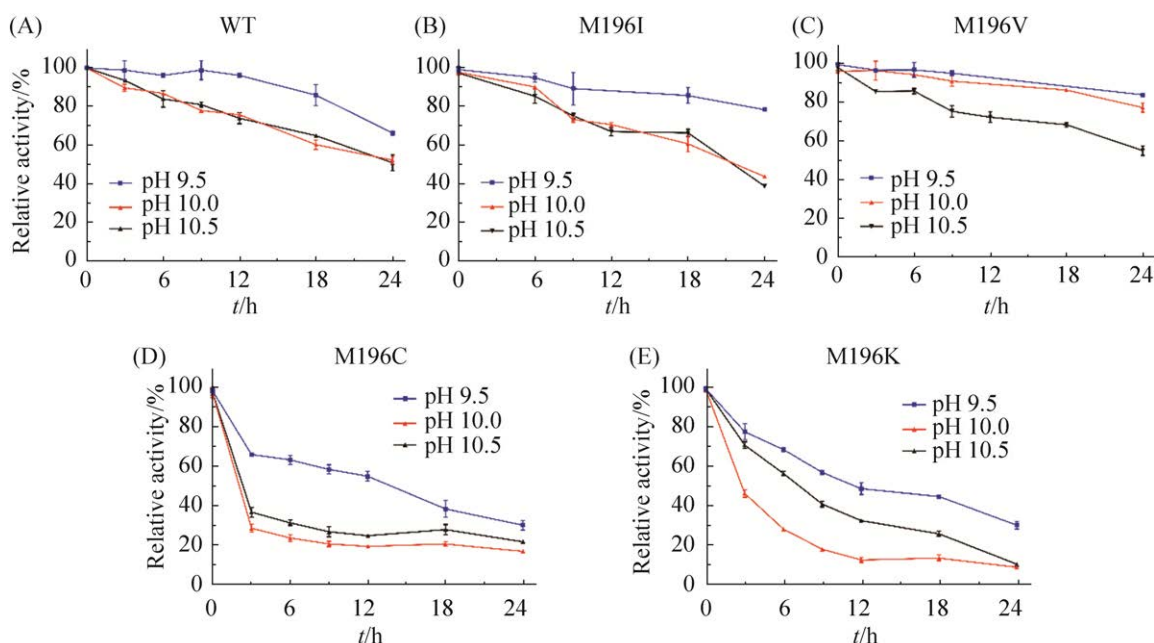 (A) WT
Relative activity/%
100
80
60
40
20
0
pH 9.5
pH 10.0
pH 10.5
0 6 12 18 24
t/h
(B) M196I
100
80
60
40
20
0
pH 9.5
pH 10.0
pH 10.5
0 6 12 18 24
t/h
(C) M196V
100
80
60
40
20
0
pH 9.5
pH 10.0
pH 10.5
0 6 12 18 24
t/h
(D) M196C
Relative activity/%
100
80
60
40
20
0
pH 9.5
pH 10.0
pH 10.5
0 6 12 18 24
t/h
(E) M196K
Relative activity/%
100
80
60
40
20
0
pH 9.5
pH 10.0
pH 10.5
0 6 12 18 24
t/h